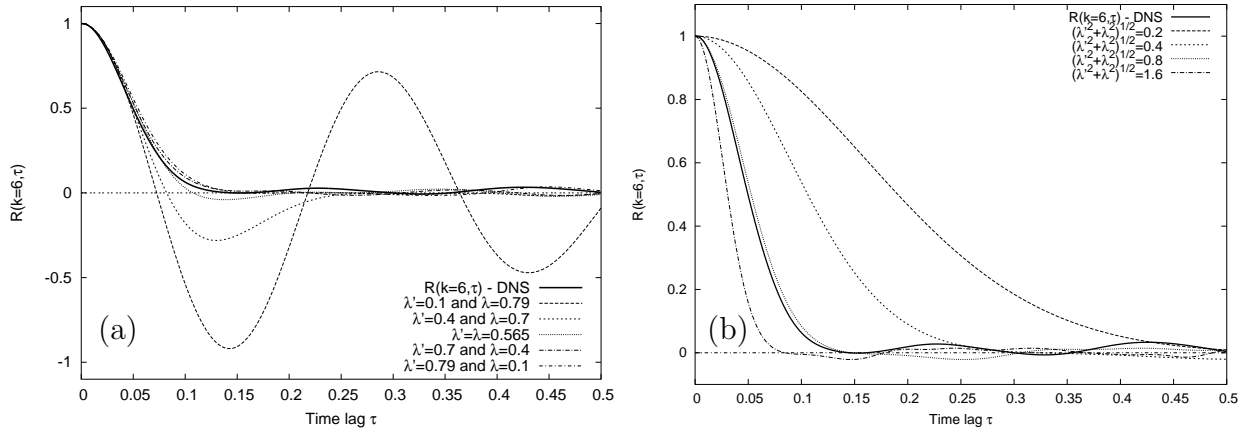 1
0.5
0
-0.5
-1
0 0.05 0.1 0.15 0.2 0.25 0.3 0.35 0.4 0.45 0.5
R(k=6,τ)
Time lag τ
R(k=6,τ) - DNS
λ'=0.1 and λ=0.79
λ'=0.4 and λ=0.7
λ'=λ=0.565
λ'=0.7 and λ=0.4
λ'=0.79 and λ=0.1
(a)
1
0.8
0.6
0.4
0.2
0
0 0.05 0.1 0.15 0.2 0.25 0.3 0.35 0.4 0.45 0.5
R(k=6,τ)
Time lag τ
R(k=6,τ) - DNS
(λ'²+λ²)^{1/2}=0.2
(λ'²+λ²)^{1/2}=0.4
(λ'²+λ²)^{1/2}=0.8
(λ'²+λ²)^{1/2}=1.6
(b)